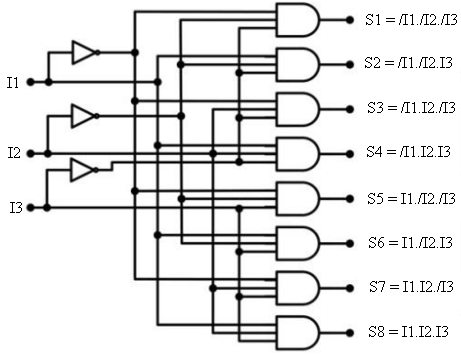 S1 = /I1./I2./I3
S2 = /I1./I2.I3
I1
S3 = /I1.I2./I3
I2
S4 = /I1.I2.I3
S5 = I1./I2./I3
I3
S6 = I1./I2.I3
S7 = I1.I2./I3
S8 = I1.I2.I3